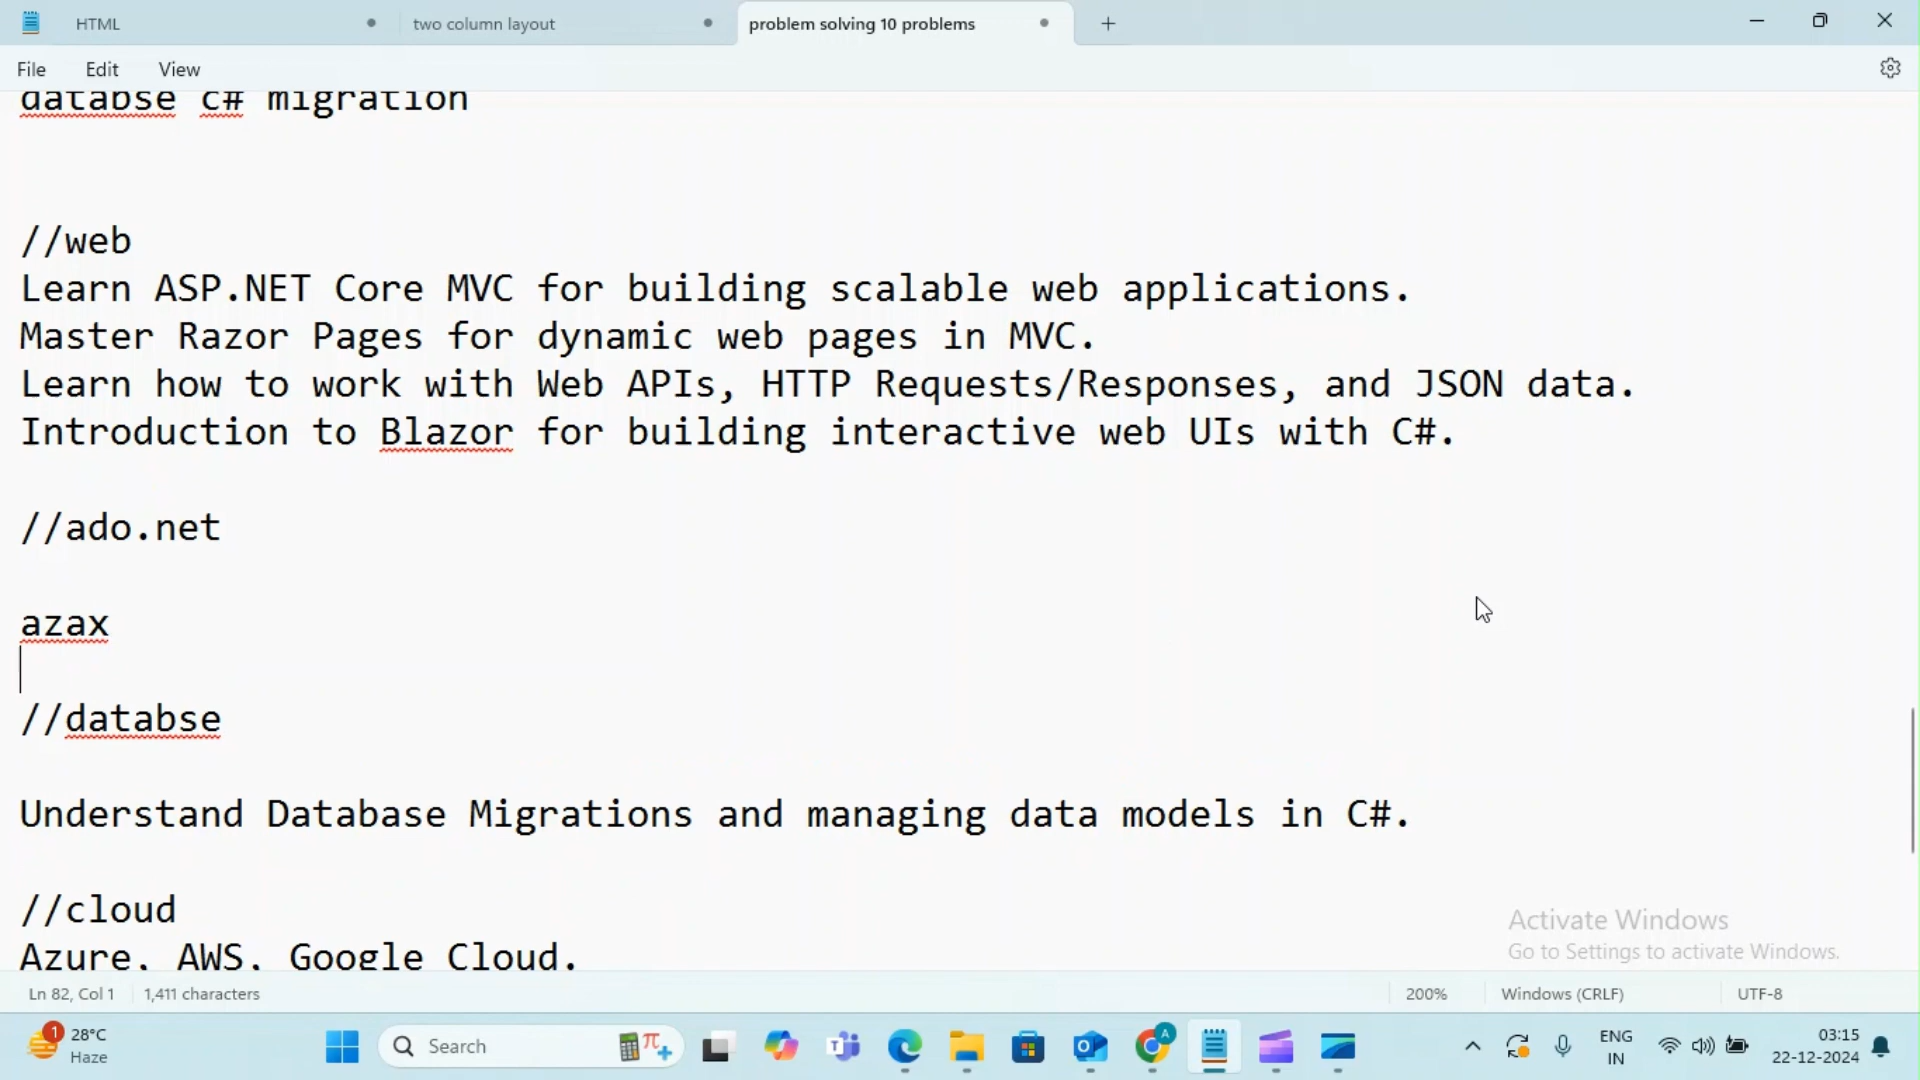 HTML
two column layout
problem solving 10 problems
File Edit View
databse c# migration
//web
Learn ASP.NET Core MVC for building scalable web applications.
Master Razor Pages for dynamic web pages in MVC.
Learn how to work with Web APIs, HTTP Requests/Responses, and JSON data.
Introduction to Blazor for building interactive web UIs with C#.
//ado.net
azax
//databse
Understand Database Migrations and managing data models in C#.
//cloud
Azure, AWS, Google Cloud.
Activate Windows
Go to Settings to activate Windows.
Ln 82, Col 1 1,411 characters 200% Windows (CRLF) UTF-8
1 28°C
Haze
Search
ENG
IN
03:15
22-12-2024